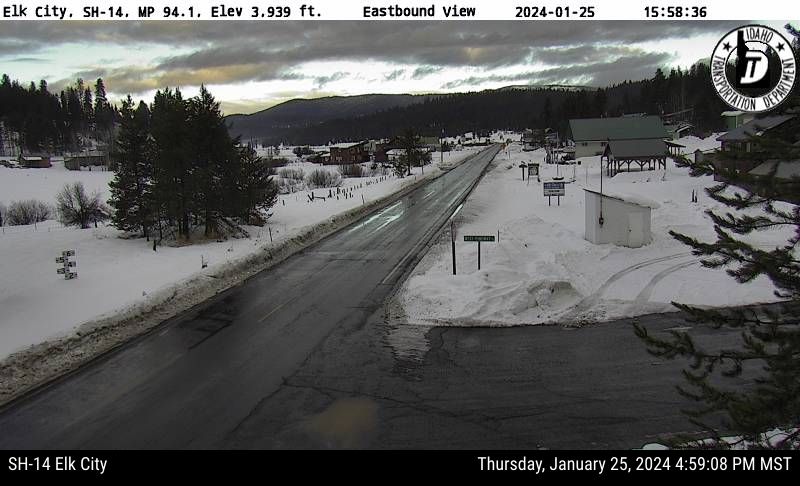 Elk City, SH-14, MP 94.1, Elev 3,939 ft. Eastbound View 2024-01-25 15:58:36
IDAHO
TRANSPORTATION DEPARTMENT
SH-14 Elk City Thursday, January 25, 2024 4:59:08 PM MST